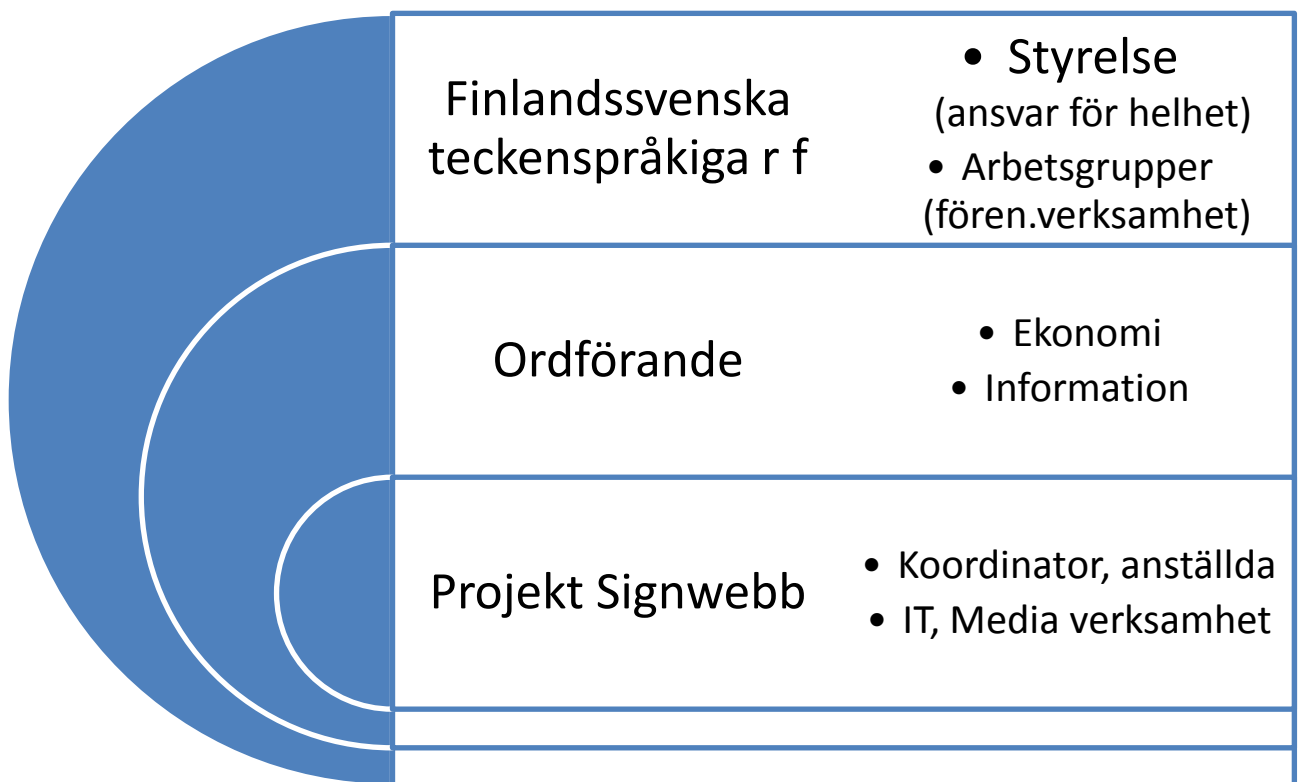 Finlandssvenska
teckenspråkiga r f
• Styrelse
(ansvar för helhet)
• Arbetsgrupper
(fören.verksamhet)
Ordförande
• Ekonomi
• Information
Projekt Signwebb
• Koordinator, anställda
• IT, Media verksamhet